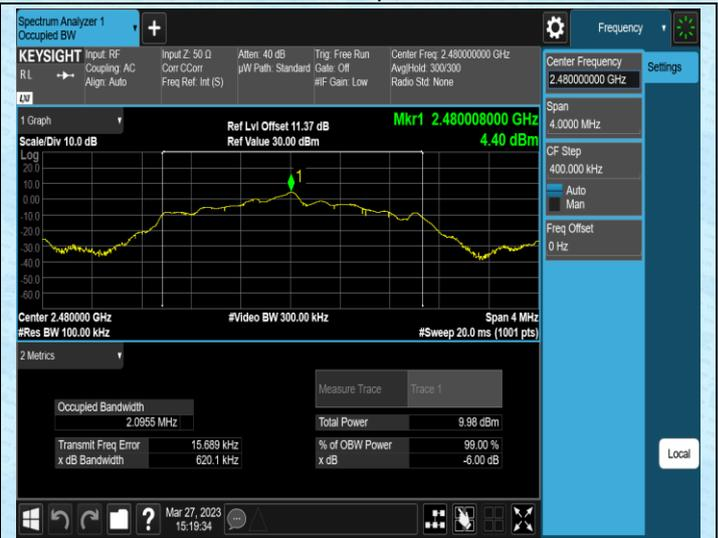 Spectrum Analyzer 1
Occupied BW
Frequency
KEYSIGHT
RL
LXI
Input: RF
Coupling: AC
Align: Auto
Input Z: 50 Ω
Corr CCorr
Freq Ref: Int (S)
Atten: 40 dB
µW Path: Standard
Trig: Free Run
Gate: Off
#IF Gain: Low
Center Freq: 2.480000000 GHz
Avg|Hold: 300/300
Radio Std: None
Center Frequency
2.480000000 GHz
Settings
Span
4.0000 MHz
CF Step
400.000 kHz
Auto
Man
Freq Offset
0 Hz
1 Graph
Scale/Div 10.0 dB
Ref Lvl Offset 11.37 dB
Ref Value 30.00 dBm
Mkr1 2.480008000 GHz
4.40 dBm
Log
1
20.0
10.0
0.00
-10.0
-20.0
-30.0
-40.0
-50.0
-60.0
Center 2.480000 GHz
#Res BW 100.00 kHz
#Video BW 300.00 kHz
Span 4 MHz
#Sweep 20.0 ms (1001 pts)
2 Metrics
Measure Trace Trace 1
Occupied Bandwidth
2.0955 MHz
Total Power 9.98 dBm
Transmit Freq Error 15.689 kHz
% of OBW Power 99.00 %
x dB Bandwidth 620.1 kHz
x dB -6.00 dB
Local
?
Mar 27, 2023
15:19:34